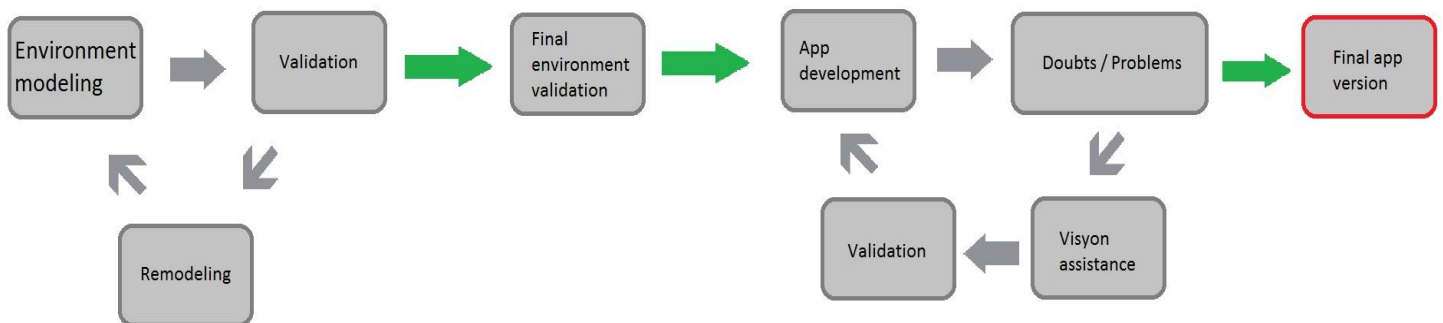 Environment
modeling
Validation
Final
environment
validation
App
development
Doubts / Problems
Final app
version
Remodeling
Validation
Visyon
assistance